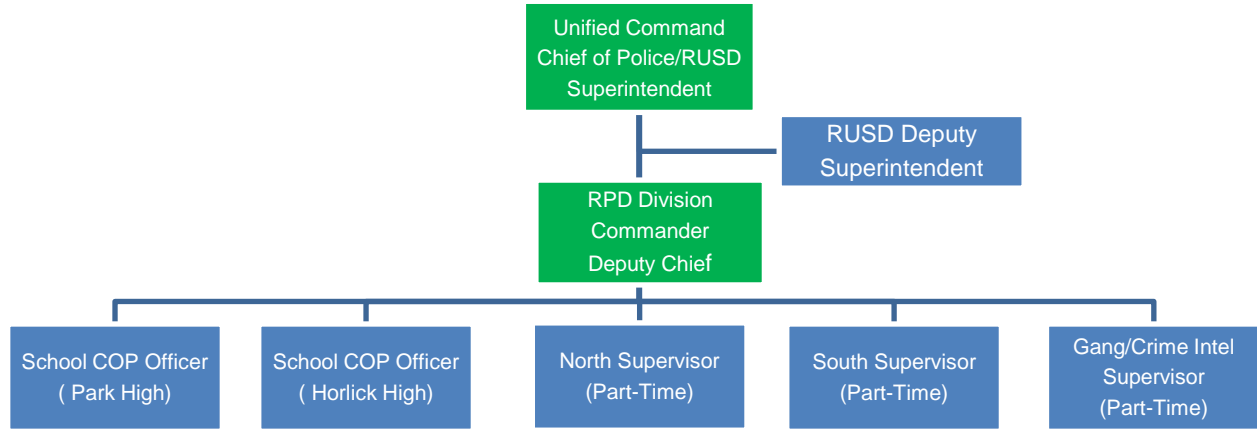 Unified Command
Chief of Police/RUSD
Superintendent
RUSD Deputy
Superintendent
RPD Division
Commander
Deputy Chief
School COP Officer
( Park High)
School COP Officer
( Horlick High)
North Supervisor
(Part-Time)
South Supervisor
(Part-Time)
Gang/Crime Intel
Supervisor
(Part-Time)